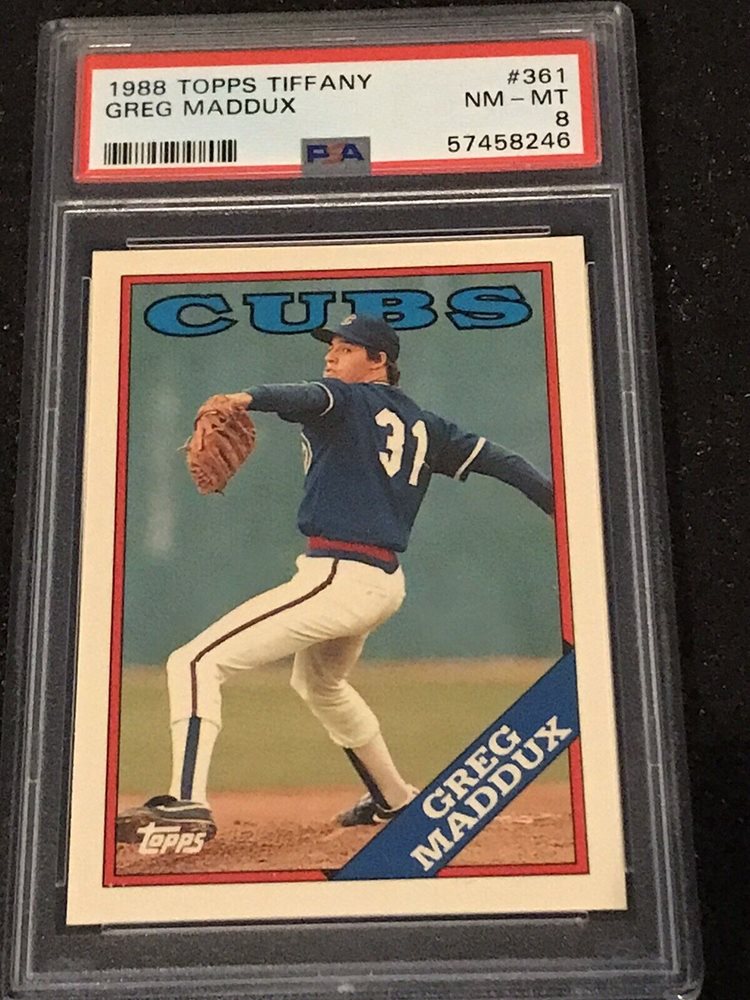 1988 TOPPS TIFFANY #361
GREG MADDUX NM - MT
8
PSA 57458246
CUBS
31
GREG
MADDUX
TOPPS